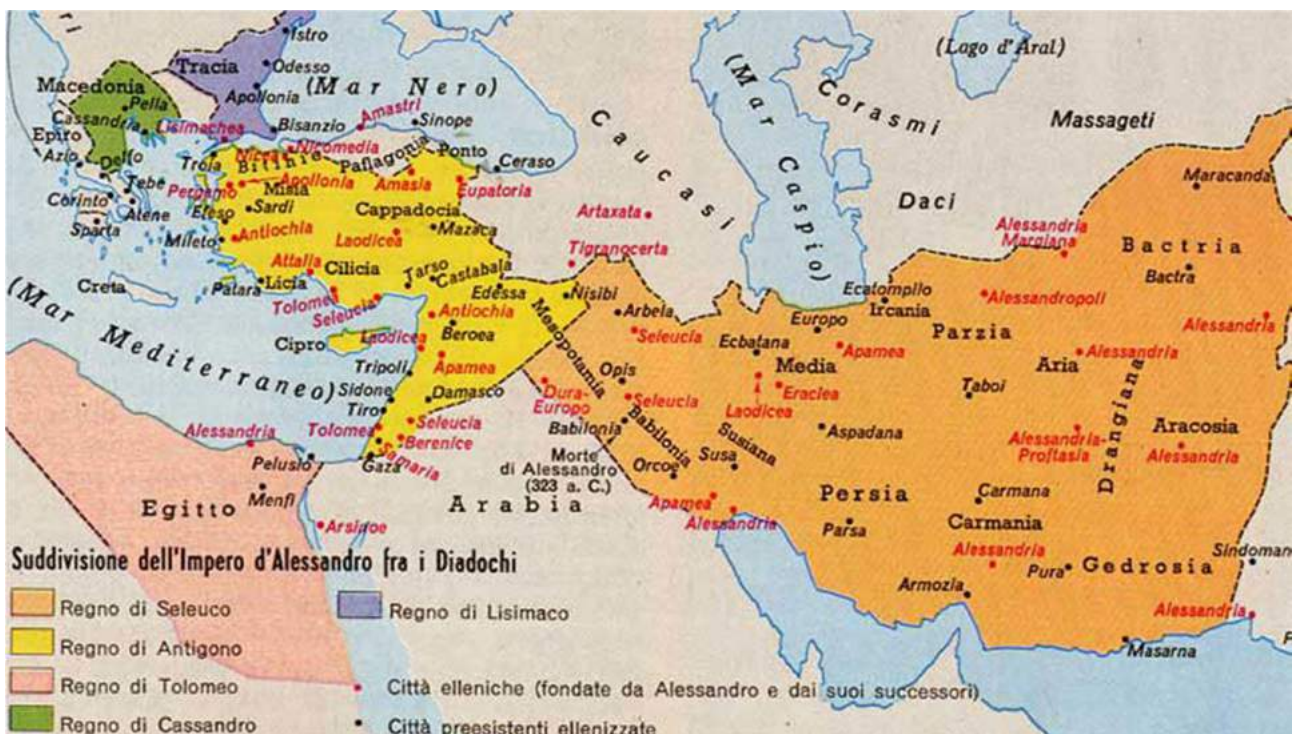 Istro
(Lago d'Aral)
Tracia
Odesso
(Mar Nero)
(Mar Caspio)
Corasmi
Massageti
Macedonia
Pella
Apollonia
Amastri
Caucasi
Cassandria
Lisimachea
Bisanzio
Sinope
Epiro
Nicomedia
Ponto
Maracanda
Azio
Delfo
Troia
Nicea
Bitinie
Paflagonia
Ceraso
Tebe
Pergamo
Misia
Apollonia
Amasia
Eupatoria
Daci
Corinto
Atene
Efeso
Sardi
Cappadocia
Artaxata
Alessandria
Margiana
Sparta
Mileto
Antiochia
Laodicea
Mazaca
Tigranocerta
Bactria
Attalia
Cilicia
Tarso
Castabala
Bactra
Creta
Patara
Licia
Tolomei
Seleucia
Edessa
Nisibi
Ecatompilo
Ircania
Alessandropoli
(Mar Mediterraneo)
Antiochia
Mesopotamia
Arbela
Europo
Parzia
Alessandria
Cipro
Laodicea
Beroea
Seleucia
Ecbatana
Apamea
Tripoli
Apamea
Media
Aria
Alessandria
Sidone
Damasco
Opis
Eraclea
Taboi
Tiro
Dura-
Europo
Seleucia
Laodicea
Drangiana
Alessandria
Tolomea
Seleucia
Babilonia
Babilonia
Susiana
Aspadana
Alessandria-
Proftasia
Aracosia
Berenice
Samaria
Morte
di Alessandro
(323 a. C.)
Orcoe
Susa
Alessandria
Pelusio
Gaza
Menfi
Arabia
Apamea
Persia
Carmana
Egitto
Alessandria
Parsa
Carmania
Arsinoe
Alessandria
Sindoman
Pura
Gedrosia
Armozia
Alessandria
Masarna
Suddivisione dell'Impero d'Alessandro fra i Diadochi
Regno di Seleuco
Regno di Lisimaco
Regno di Antigono
Regno di Tolomeo
Città elleniche (fondate da Alessandro e dai suoi successori)
Regno di Cassandro
Città preesistenti ellenizzate